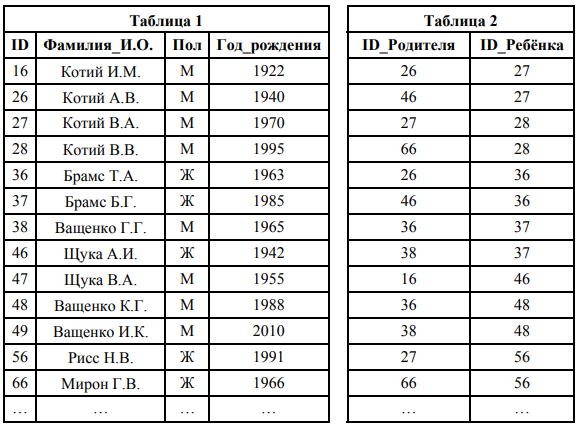 Таблица 1 Таблица 2
ID Фамилия_И.О. Пол Год_рождения ID_Родителя ID_Ребёнка
16 Котий И.М. М 1922 26 27
26 Котий А.В. М 1940 46 27
27 Котий В.А. М 1970 27 28
28 Котий В.В. М 1995 66 28
36 Брамс Т.А. Ж 1963 26 36
37 Брамс Б.Г. Ж 1985 46 36
38 Ващенко Г.Г. М 1965 36 37
46 Щука А.И. Ж 1942 38 37
47 Щука В.А. М 1955 16 46
48 Ващенко К.Г. М 1988 36 48
49 Ващенко И.К. М 2010 38 48
56 Рисс Н.В. Ж 1991 27 56
66 Мирон Г.В. Ж 1966 66 56
… … … … … …